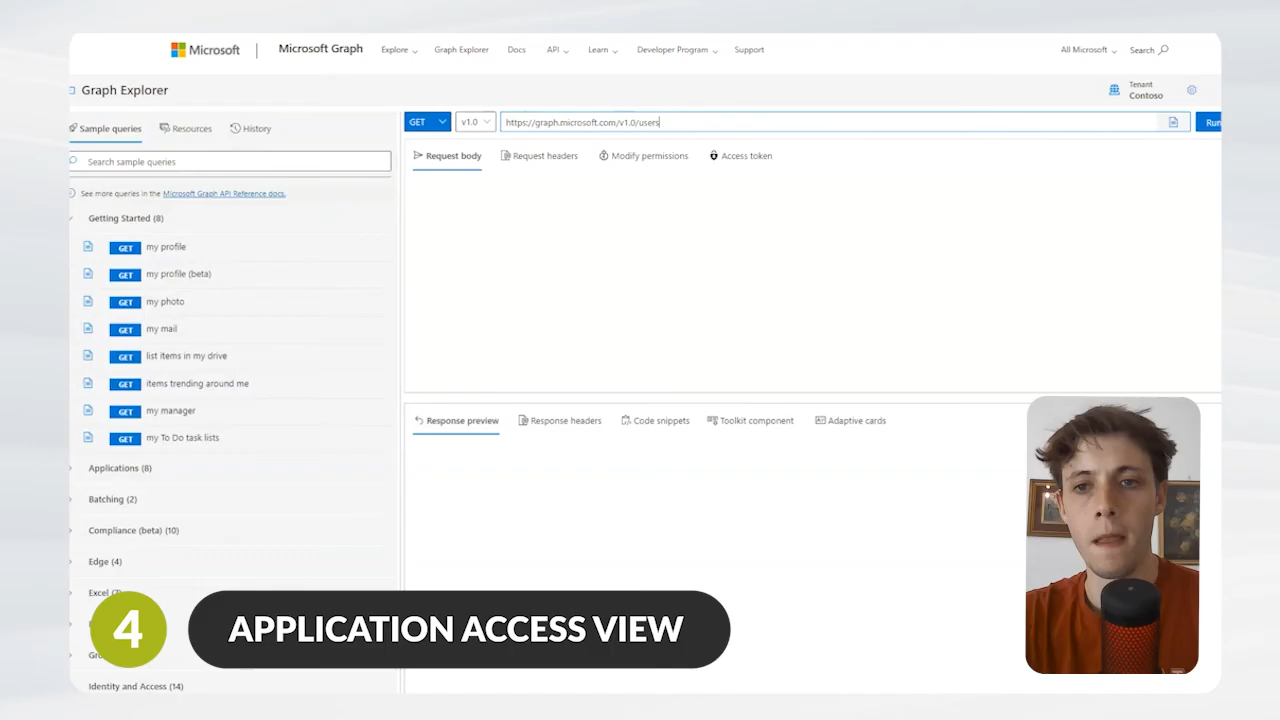 Microsoft | Microsoft Graph Explore Graph Explorer Docs API Learn Developer Program Support All Microsoft Search
Graph Explorer
Tenant
Contoso
Sample queries Resources History
GET v1.0 https://graph.microsoft.com/v1.0/users Run
Search sample queries
Request body Request headers Modify permissions Access token
See more queries in the Microsoft Graph API Reference docs.
Getting Started (8)
GET my profile
GET my profile (beta)
GET my photo
GET my mail
GET list items in my drive
GET items trending around me
GET my manager
GET my To Do task lists
Response preview Response headers Code snippets Toolkit component Adaptive cards
Applications (8)
Batching (2)
Compliance (beta) (10)
Edge (4)
Excel
4 APPLICATION ACCESS VIEW
Identity and Access (14)